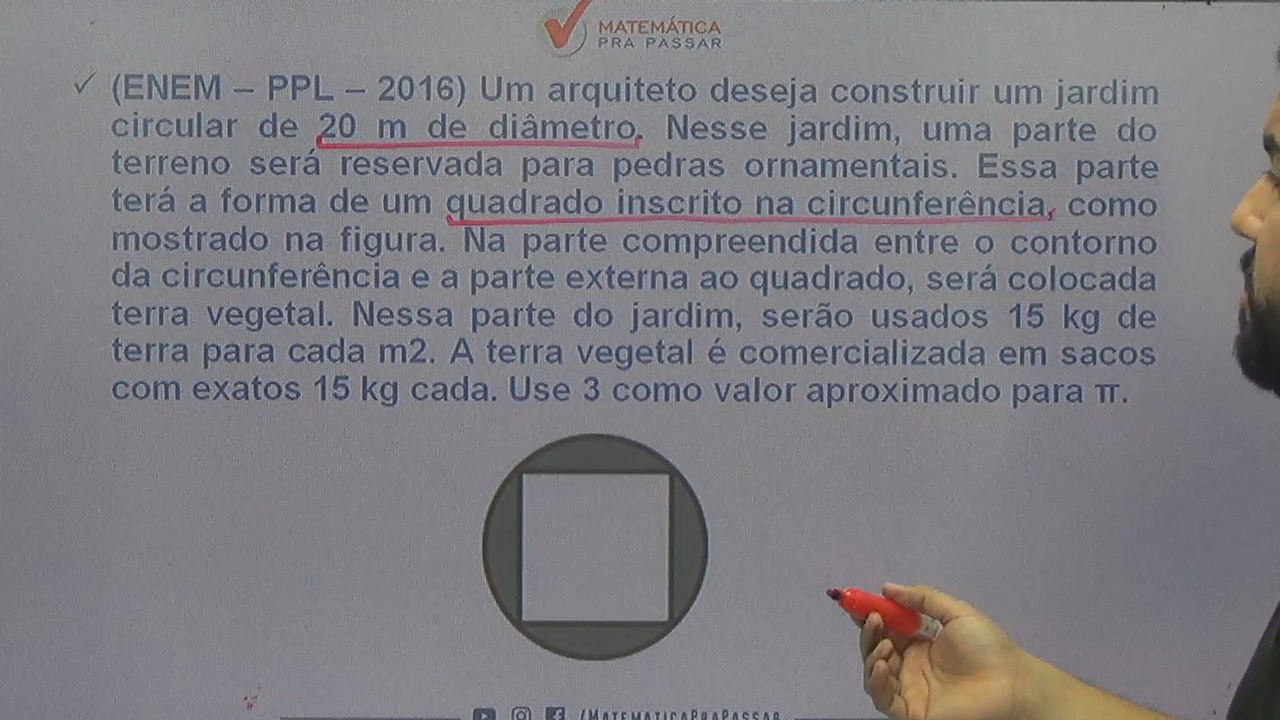 MATEMÁTICA
PRA PASSAR
(ENEM – PPL – 2016) Um arquiteto deseja construir um jardim
circular de 20 m de diâmetro. Nesse jardim, uma parte do
terreno será reservada para pedras ornamentais. Essa parte
terá a forma de um quadrado inscrito na circunferência, como
mostrado na figura. Na parte compreendida entre o contorno
da circunferência e a parte externa ao quadrado, será colocada
terra vegetal. Nessa parte do jardim, serão usados 15 kg de
terra para cada m2. A terra vegetal é comercializada em sacos
com exatos 15 kg cada. Use 3 como valor aproximado para π.
/MATEMATICAPRAPASSAR